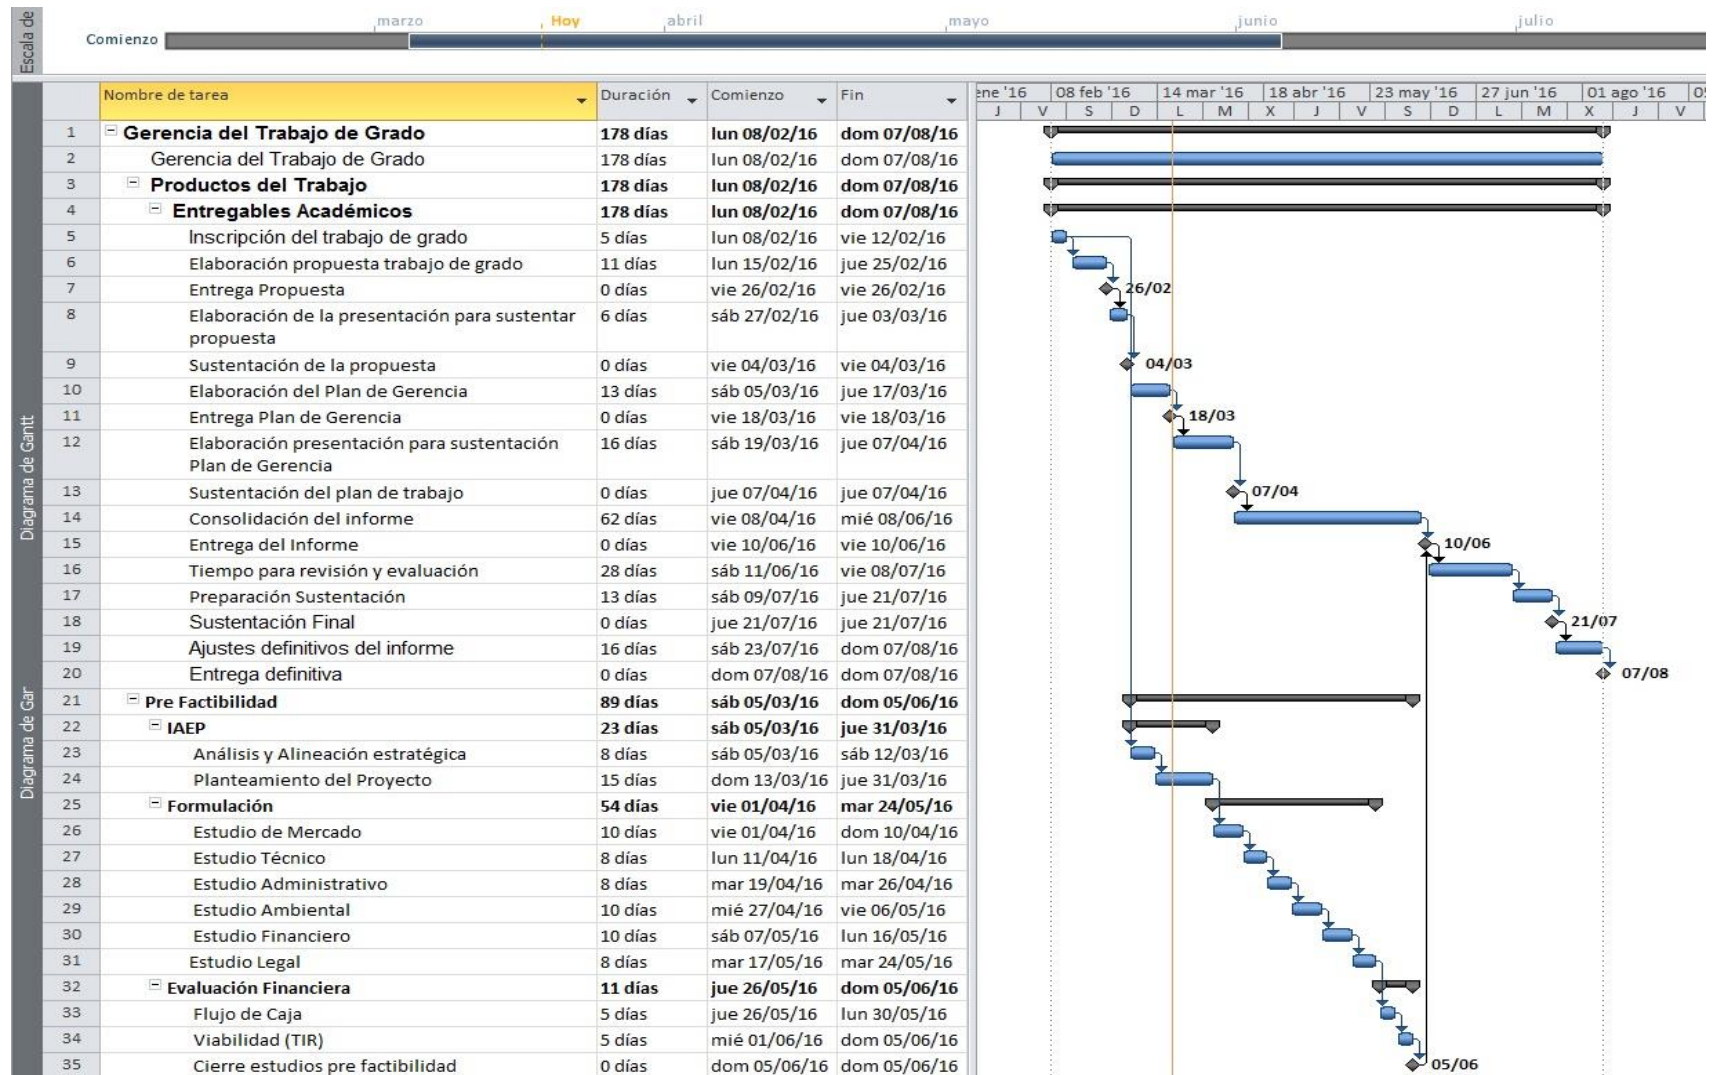 Escala de
marzo Hoy abril mayo junio julio
Comienzo
Nombre de tarea Duración Comienzo Fin
ene '16 08 feb '16 14 mar '16 18 abr '16 23 may '16 27 jun '16 01 ago '16
J V S D L M X J V S D L M X J V
1 Gerencia del Trabajo de Grado 178 días lun 08/02/16 dom 07/08/16
2 Gerencia del Trabajo de Grado 178 días lun 08/02/16 dom 07/08/16
3 Productos del Trabajo 178 días lun 08/02/16 dom 07/08/16
4 Entregables Académicos 178 días lun 08/02/16 dom 07/08/16
5 Inscripción del trabajo de grado 5 días lun 08/02/16 vie 12/02/16
6 Elaboración propuesta trabajo de grado 11 días lun 15/02/16 jue 25/02/16
7 Entrega Propuesta 0 días vie 26/02/16 vie 26/02/16 26/02
8 Elaboración de la presentación para sustentar 6 días sáb 27/02/16 jue 03/03/16
propuesta
9 Sustentación de la propuesta 0 días vie 04/03/16 vie 04/03/16 04/03
10 Elaboración del Plan de Gerencia 13 días sáb 05/03/16 jue 17/03/16
11 Entrega Plan de Gerencia 0 días vie 18/03/16 vie 18/03/16 18/03
12 Elaboración presentación para sustentación 16 días sáb 19/03/16 jue 07/04/16
Plan de Gerencia
13 Sustentación del plan de trabajo 0 días jue 07/04/16 jue 07/04/16 07/04
14 Consolidación del informe 62 días vie 08/04/16 mié 08/06/16
15 Entrega del Informe 0 días vie 10/06/16 vie 10/06/16 10/06
16 Tiempo para revisión y evaluación 28 días sáb 11/06/16 vie 08/07/16
17 Preparación Sustentación 13 días sáb 09/07/16 jue 21/07/16
18 Sustentación Final 0 días jue 21/07/16 jue 21/07/16 21/07
19 Ajustes definitivos del informe 16 días sáb 23/07/16 dom 07/08/16
20 Entrega definitiva 0 días dom 07/08/16 dom 07/08/16 07/08
21 Pre Factibilidad 89 días sáb 05/03/16 dom 05/06/16
22 IAEP 23 días sáb 05/03/16 jue 31/03/16
23 Análisis y Alineación estratégica 8 días sáb 05/03/16 sáb 12/03/16
24 Planteamiento del Proyecto 15 días dom 13/03/16 jue 31/03/16
25 Formulación 54 días vie 01/04/16 mar 24/05/16
26 Estudio de Mercado 10 días vie 01/04/16 dom 10/04/16
27 Estudio Técnico 8 días lun 11/04/16 lun 18/04/16
28 Estudio Administrativo 8 días mar 19/04/16 mar 26/04/16
29 Estudio Ambiental 10 días mié 27/04/16 vie 06/05/16
30 Estudio Financiero 10 días sáb 07/05/16 lun 16/05/16
31 Estudio Legal 8 días mar 17/05/16 mar 24/05/16
32 Evaluación Financiera 11 días jue 26/05/16 dom 05/06/16
33 Flujo de Caja 5 días jue 26/05/16 lun 30/05/16
34 Viabilidad (TIR) 5 días mié 01/06/16 dom 05/06/16
35 Cierre estudios pre factibilidad 0 días dom 05/06/16 dom 05/06/16 05/06
Diagrama de Gantt
Diagrama de Gar